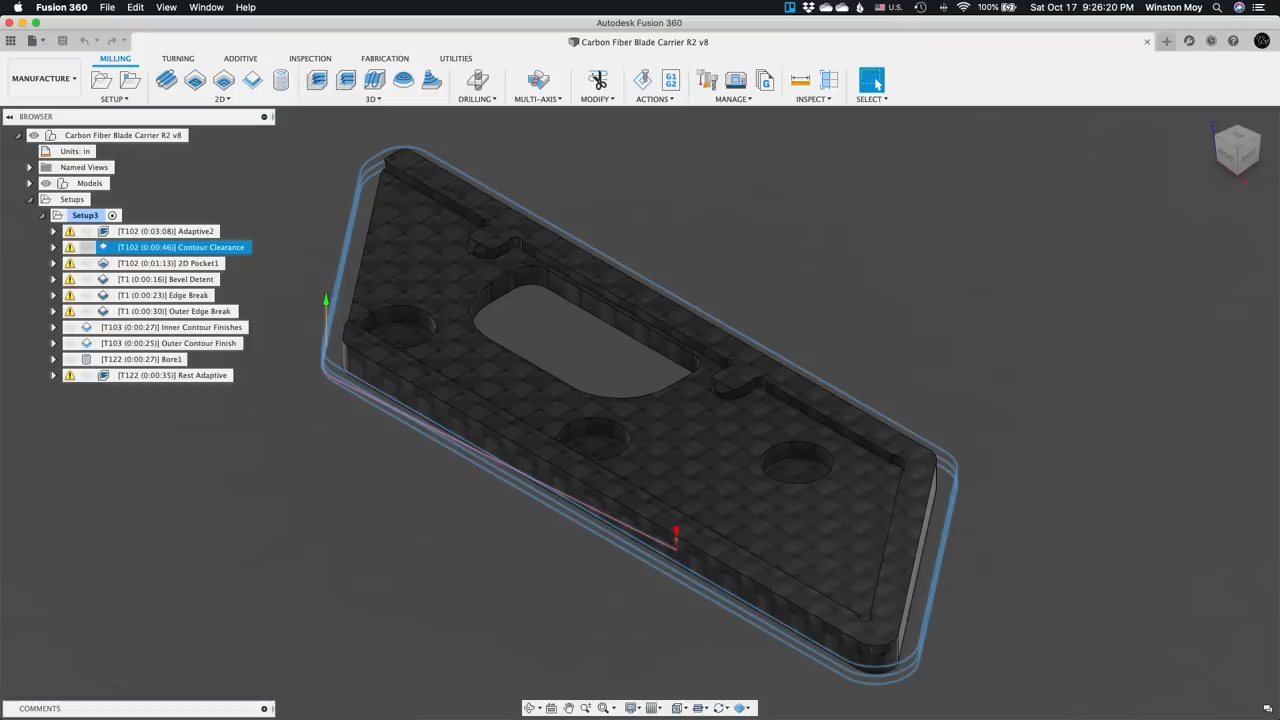 Fusion 360 File Edit View Window Help
U.S. 100% Sat Oct 17 9:26:20 PM Winston Moy
Autodesk Fusion 360
Carbon Fiber Blade Carrier R2 v8
MILLING TURNING ADDITIVE INSPECTION FABRICATION UTILITIES
MANUFACTURE
G1
G2
G
SETUP 2D 3D DRILLING MULTI-AXIS MODIFY ACTIONS MANAGE INSPECT SELECT
BROWSER
Carbon Fiber Blade Carrier R2 v8
Units: in
Named Views
Models
Setups
Setup3
[T102 (0:03:08)] Adaptive2
[T102 (0:00:46)] Contour Clearance
[T102 (0:01:13)] 2D Pocket1
[T1 (0:00:16)] Bevel Detent
[T1 (0:00:23)] Edge Break
[T1 (0:00:30)] Outer Edge Break
[T103 (0:00:27)] Inner Contour Finishes
[T103 (0:00:25)] Outer Contour Finish
[T122 (0:00:27)] Bore1
[T122 (0:00:35)] Rest Adaptive
COMMENTS